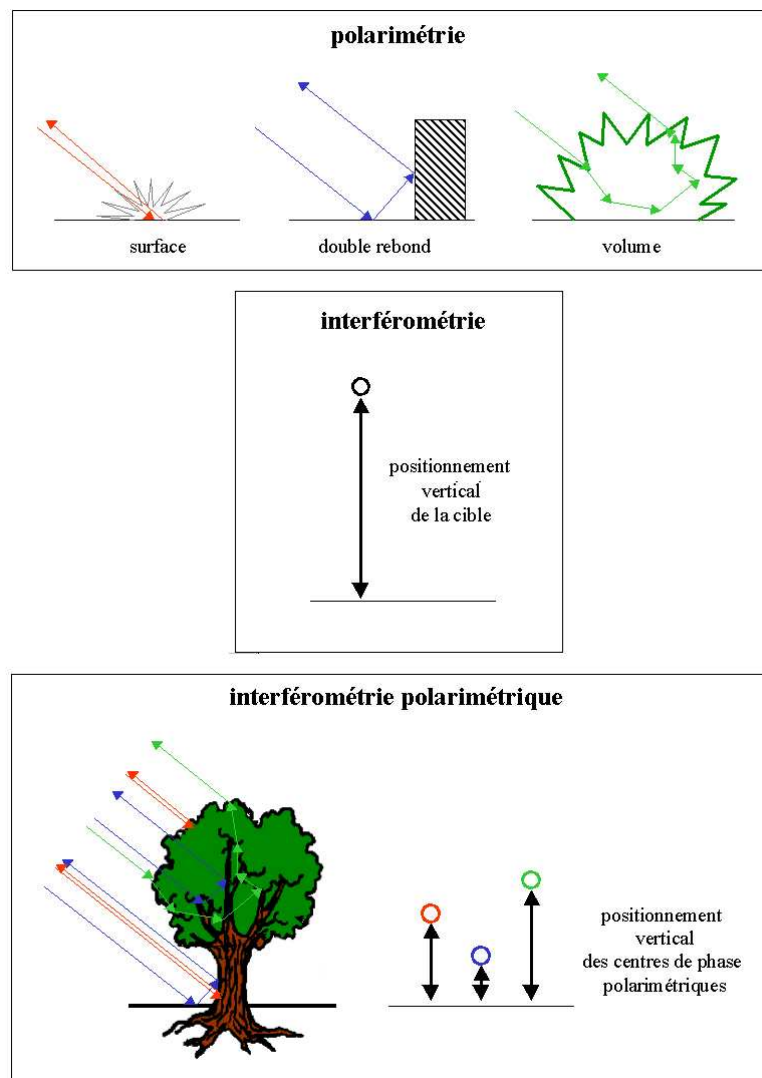 polarimétrie
surface
double rebond
volume
interférométrie
positionnement
vertical
de la cible
interférométrie polarimétrique
positionnement
vertical
des centres de phase
polarimétriques